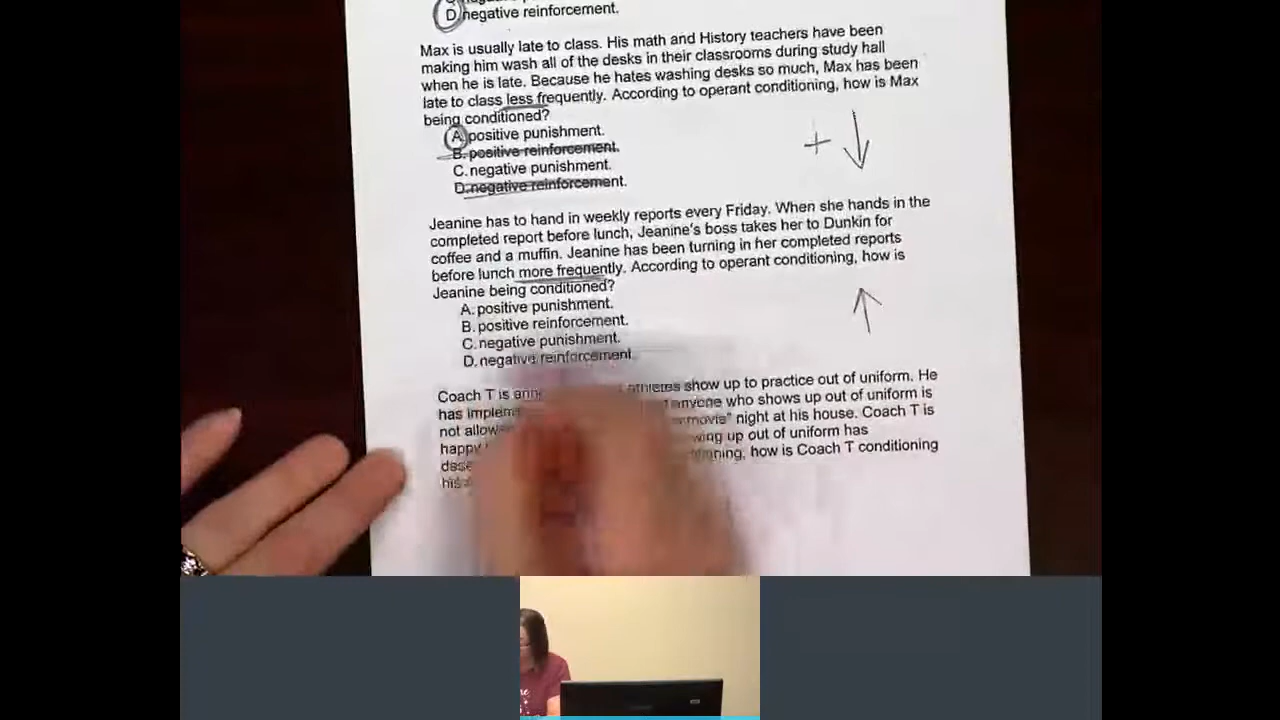 D. negative reinforcement.
Max is usually late to class. His math and History teachers have been
making him wash all of the desks in their classrooms during study hall
when he is late. Because he hates washing desks so much, Max has been
late to class less frequently. According to operant conditioning, how is Max
being conditioned?
A. positive punishment.
B. positive reinforcement.
C. negative punishment.
D. negative reinforcement.
+
Jeanine has to hand in weekly reports every Friday. When she hands in the
completed report before lunch, Jeanine's boss takes her to Dunkin for
coffee and a muffin. Jeanine has been turning in her completed reports
before lunch more frequently. According to operant conditioning, how is
Jeanine being conditioned?
A. positive punishment.
B. positive reinforcement.
C. negative punishment.
D. negative reinforcement.
Coach T is athletes show up to practice out of uniform. He
has anyone who shows up out of uniform is
not night at his house. Coach T is
happy up out of uniform has
how is Coach T conditioning
his